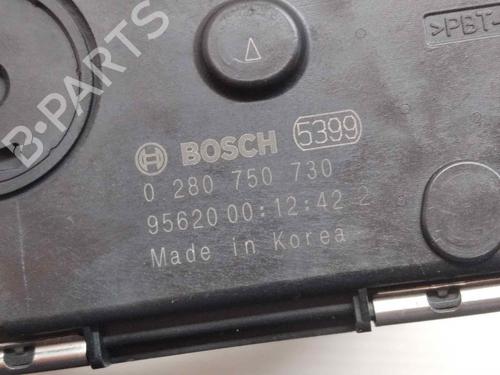 >PBT-
BOSCH 5399
0 280 750 730
95620 00:12:42 2
Made in Korea
B-PARTS